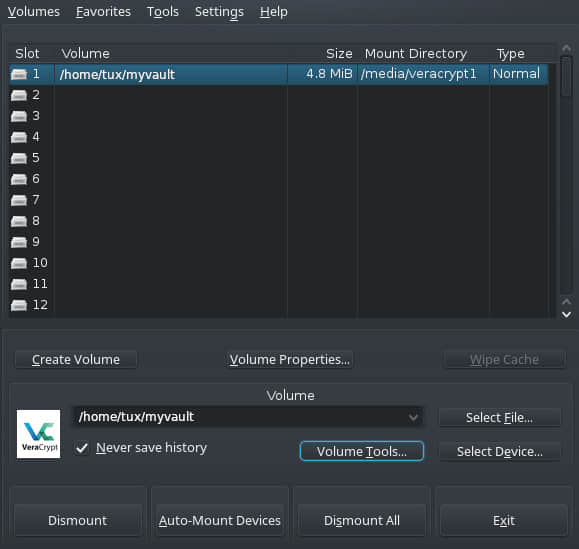 Volumes Favorites Tools Settings Help
Slot Volume Size Mount Directory Type
1 /home/tux/myvault 4.8 MiB /media/veracrypt1 Normal
2
3
4
5
6
7
8
9
10
11
12
Create Volume Volume Properties... Wipe Cache
Volume
/home/tux/myvault Select File...
VeraCrypt Never save history Volume Tools... Select Device...
Dismount Auto-Mount Devices Dismount All Exit